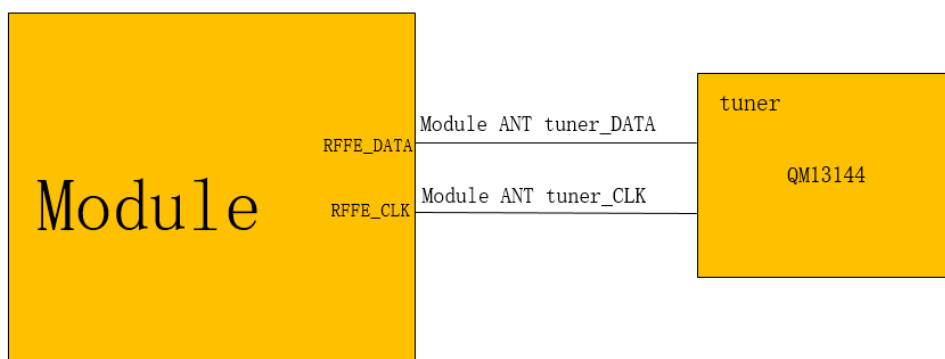 Module
RFFE_DATA
RFFE_CLK
Module ANT tuner_DATA
Module ANT tuner_CLK
tuner
QM13144